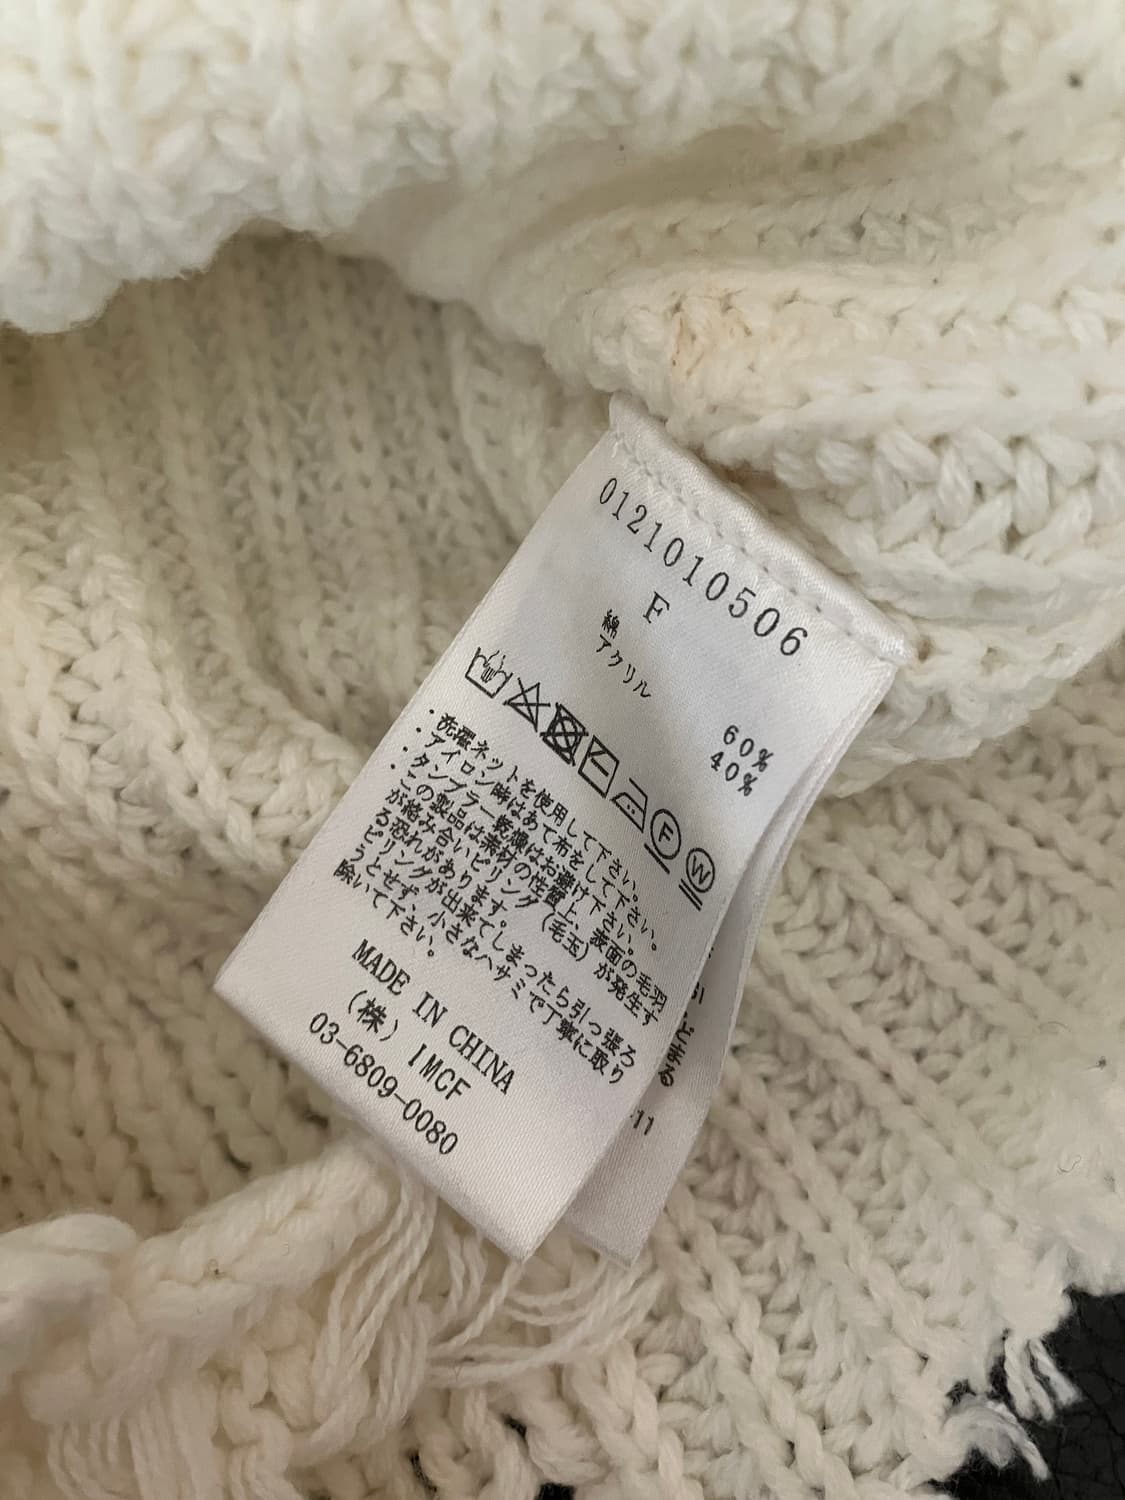 0121010506
F
綿 60%
アクリル 40%
F W
・洗濯ネットを使用して下さい。
・アイロン時はあて布をして下さい。
・タンブラー乾燥はお避け下さい。
・この製品は素材の性質上、表面の毛羽
が絡み合いピリング(毛玉)が発生す
る恐れがあります。
ピリングが出来てしまったら引っ張ろ
うとせず、小さなハサミで丁寧に取り
除いて下さい。
MADE IN CHINA
(株) IMCF
03-6809-0080
どまる
11